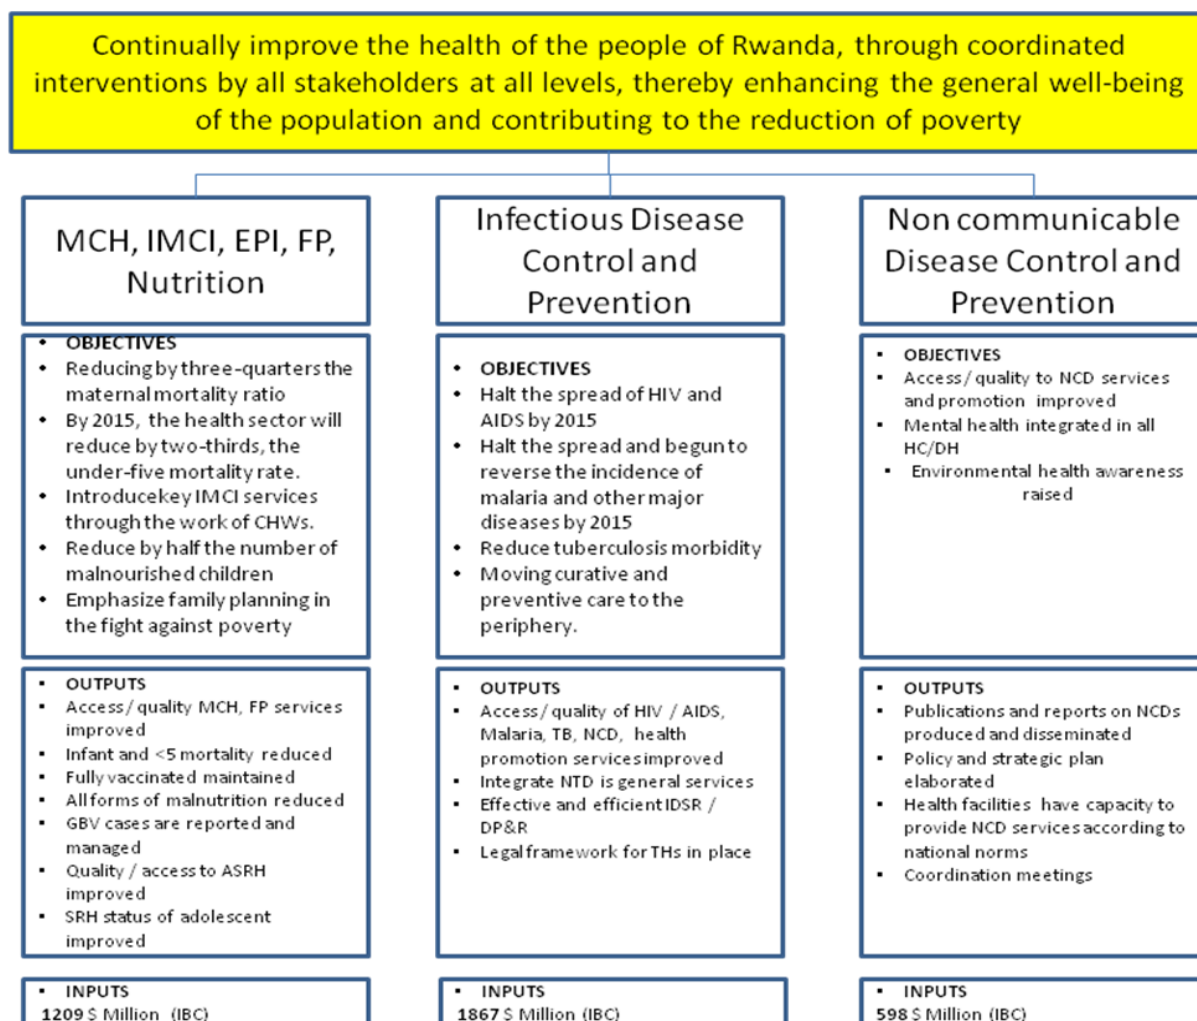 Continually improve the health of the people of Rwanda, through coordinated
interventions by all stakeholders at all levels, thereby enhancing the general well-being
of the population and contributing to the reduction of poverty
MCH, IMCI, EPI, FP,
Nutrition
• OBJECTIVES
• Reducing by three-quarters the
maternal mortality ratio
• By 2015, the health sector will
reduce by two-thirds, the
under-five mortality rate.
• Introducekey IMCI services
through the work of CHWs.
• Reduce by half the number of
malnourished children
• Emphasize family planning in
the fight against poverty
▪ OUTPUTS
▪ Access/ quality MCH, FP services
improved
▪ Infant and <5 mortality reduced
▪ Fully vaccinated maintained
▪ All forms of malnutrition reduced
▪ GBV cases are reported and
managed
▪ Quality / access to ASRH
improved
▪ SRH status of adolescent
improved
▪ INPUTS
1209 $ Million (IBC)
Infectious Disease
Control and
Prevention
• OBJECTIVES
• Halt the spread of HIV and
AIDS by 2015
• Halt the spread and begun to
reverse the incidence of
malaria and other major
diseases by 2015
• Reduce tuberculosis morbidity
• Moving curative and
preventive care to the
periphery.
▪ OUTPUTS
▪ Access/ quality of HIV / AIDS,
Malaria, TB, NCD, health
promotion services improved
▪ Integrate NTD is general services
▪ Effective and efficient IDSR /
DP&R
▪ Legal framework for THs in place
▪ INPUTS
1867 $ Million (IBC)
Non communicable
Disease Control and
Prevention
▪ OBJECTIVES
▪ Access/ quality to NCD services
and promotion improved
▪ Mental health integrated in all
HC/DH
▪ Environmental health awareness
raised
▪ OUTPUTS
▪ Publications and reports on NCDs
produced and disseminated
▪ Policy and strategic plan
elaborated
▪ Health facilities have capacity to
provide NCD services according to
national norms
▪ Coordination meetings
▪ INPUTS
598 $ Million (IBC)